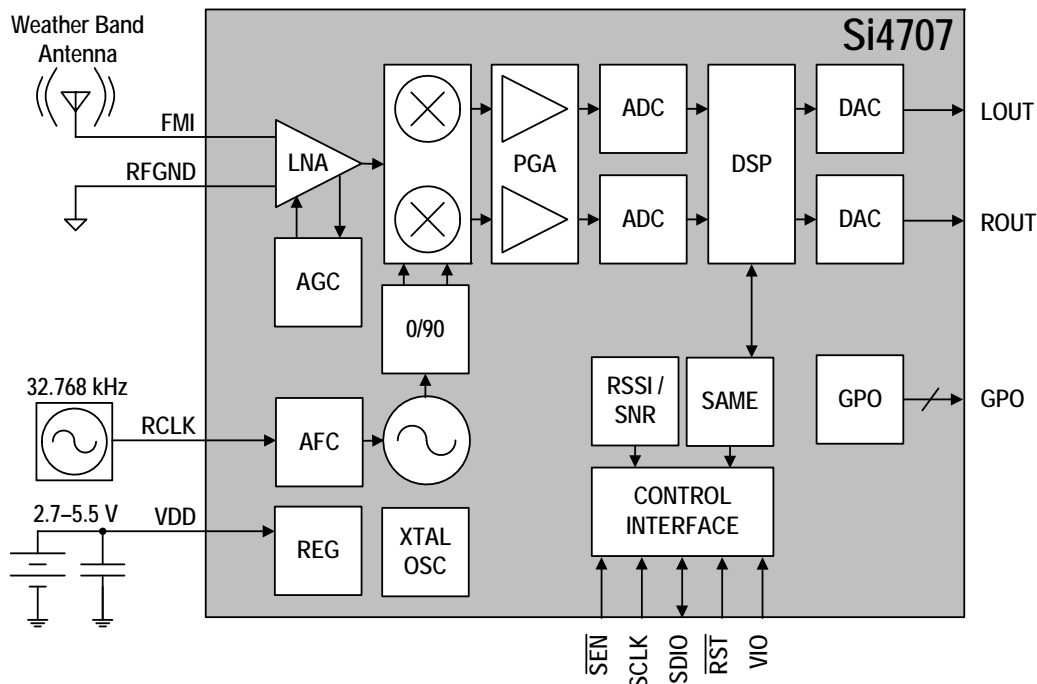 Weather Band
Antenna
Si4707
FMI
RFGND
LNA
AGC
0/90
PGA
ADC
ADC
DSP
DAC
DAC
LOUT
ROUT
32.768 kHz
RCLK
AFC
RSSI /
SNR
SAME
GPO
GPO
2.7–5.5 V
VDD
REG
XTAL
OSC
CONTROL
INTERFACE
SEN
SCLK
SDIO
RST
VIO